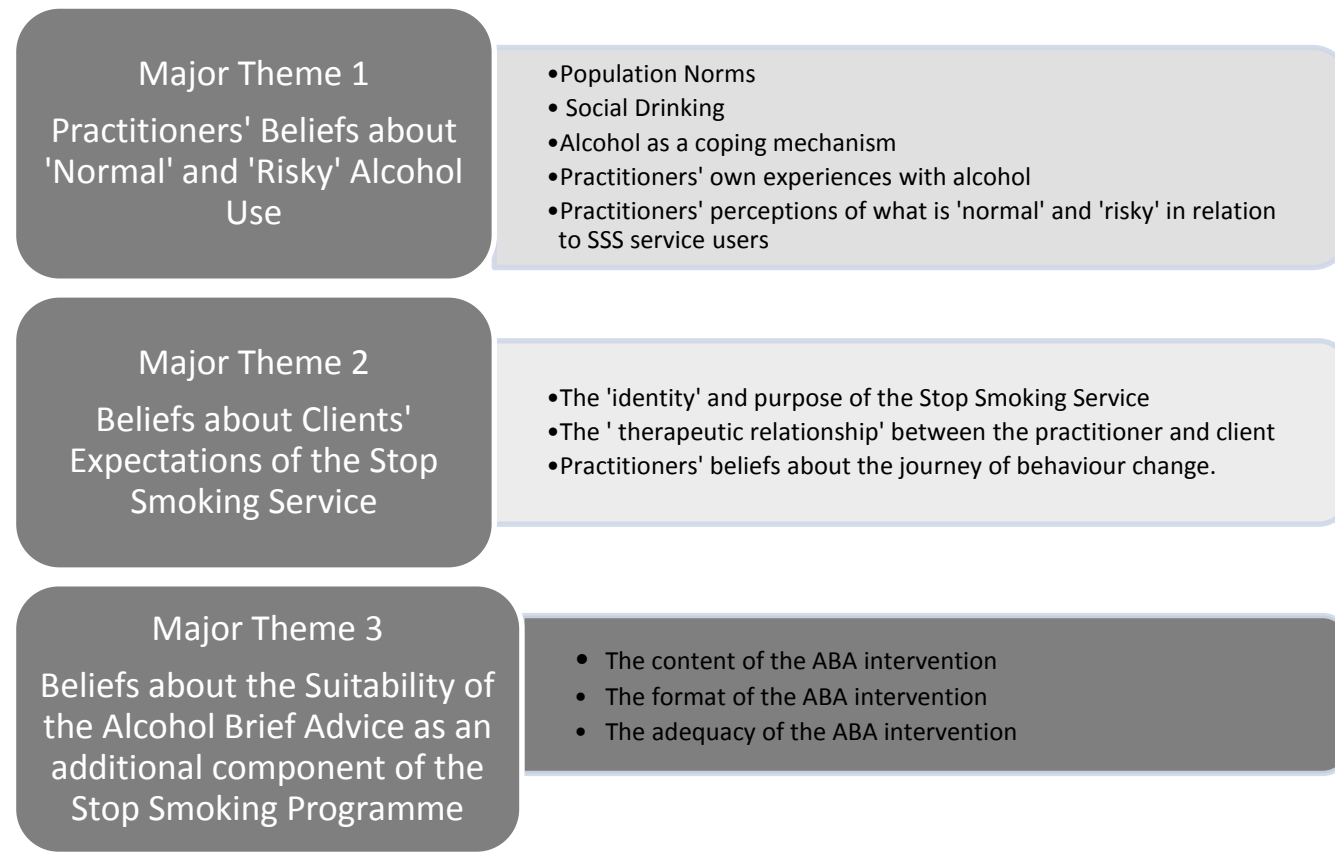 Major Theme 1
Practitioners' Beliefs about
'Normal' and 'Risky' Alcohol
Use
•Population Norms
• Social Drinking
•Alcohol as a coping mechanism
•Practitioners' own experiences with alcohol
•Practitioners' perceptions of what is 'normal' and 'risky' in relation
to SSS service users
Major Theme 2
Beliefs about Clients'
Expectations of the Stop
Smoking Service
•The 'identity' and purpose of the Stop Smoking Service
•The ' therapeutic relationship' between the practitioner and client
•Practitioners' beliefs about the journey of behaviour change.
Major Theme 3
Beliefs about the Suitability of
the Alcohol Brief Advice as an
additional component of the
Stop Smoking Programme
• The content of the ABA intervention
• The format of the ABA intervention
• The adequacy of the ABA intervention